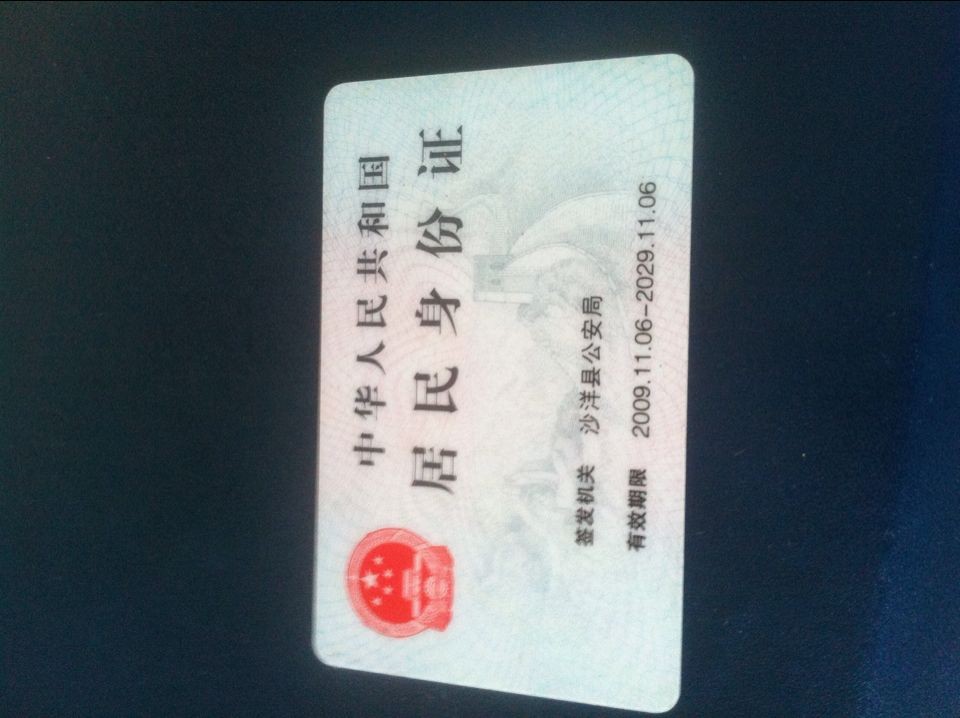 中华人民共和国
居民身份证
签发机关 沙洋县公安局
有效期限 2009.11.06-2029.11.06